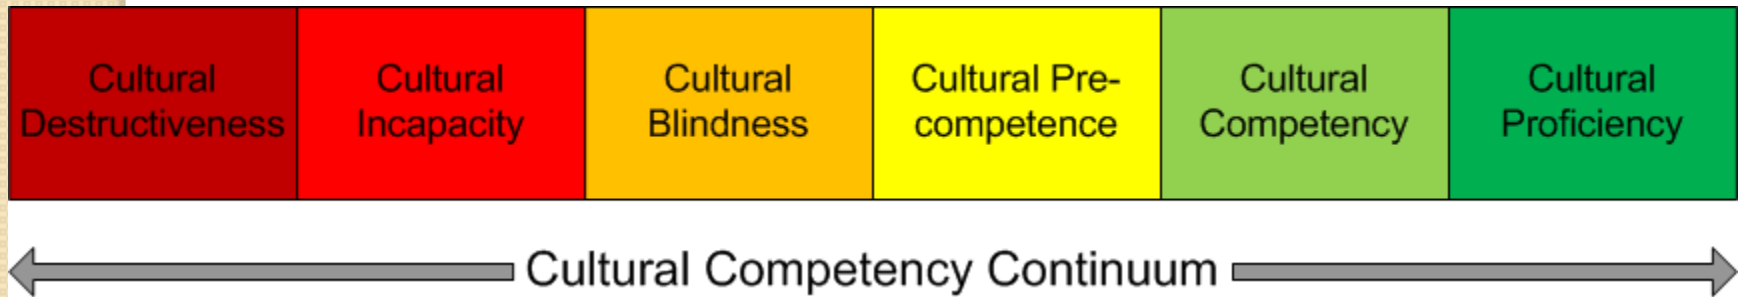 Cultural
Destructiveness
Cultural
Incapacity
Cultural
Blindness
Cultural Pre-
competence
Cultural
Competency
Cultural
Proficiency
Cultural Competency Continuum